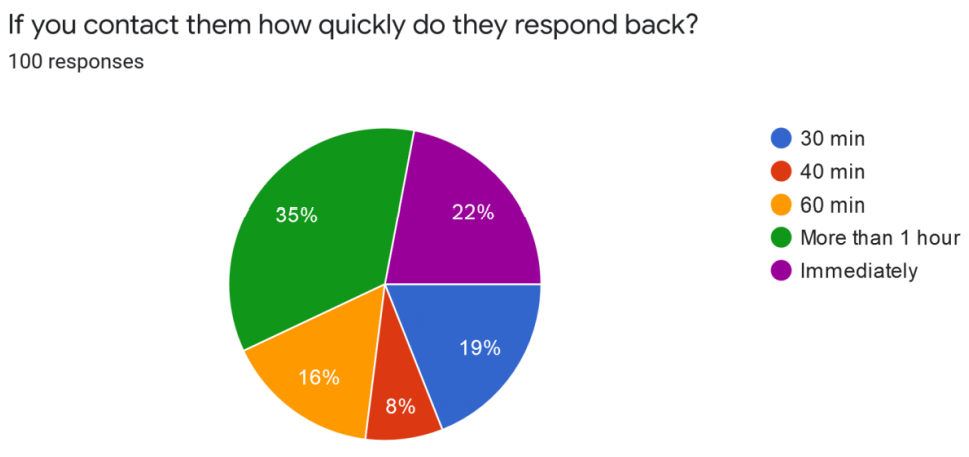 If you contact them how quickly do they respond back?
100 responses
35%
22%
19%
16%
8%
30 min
40 min
60 min
More than 1 hour
Immediately